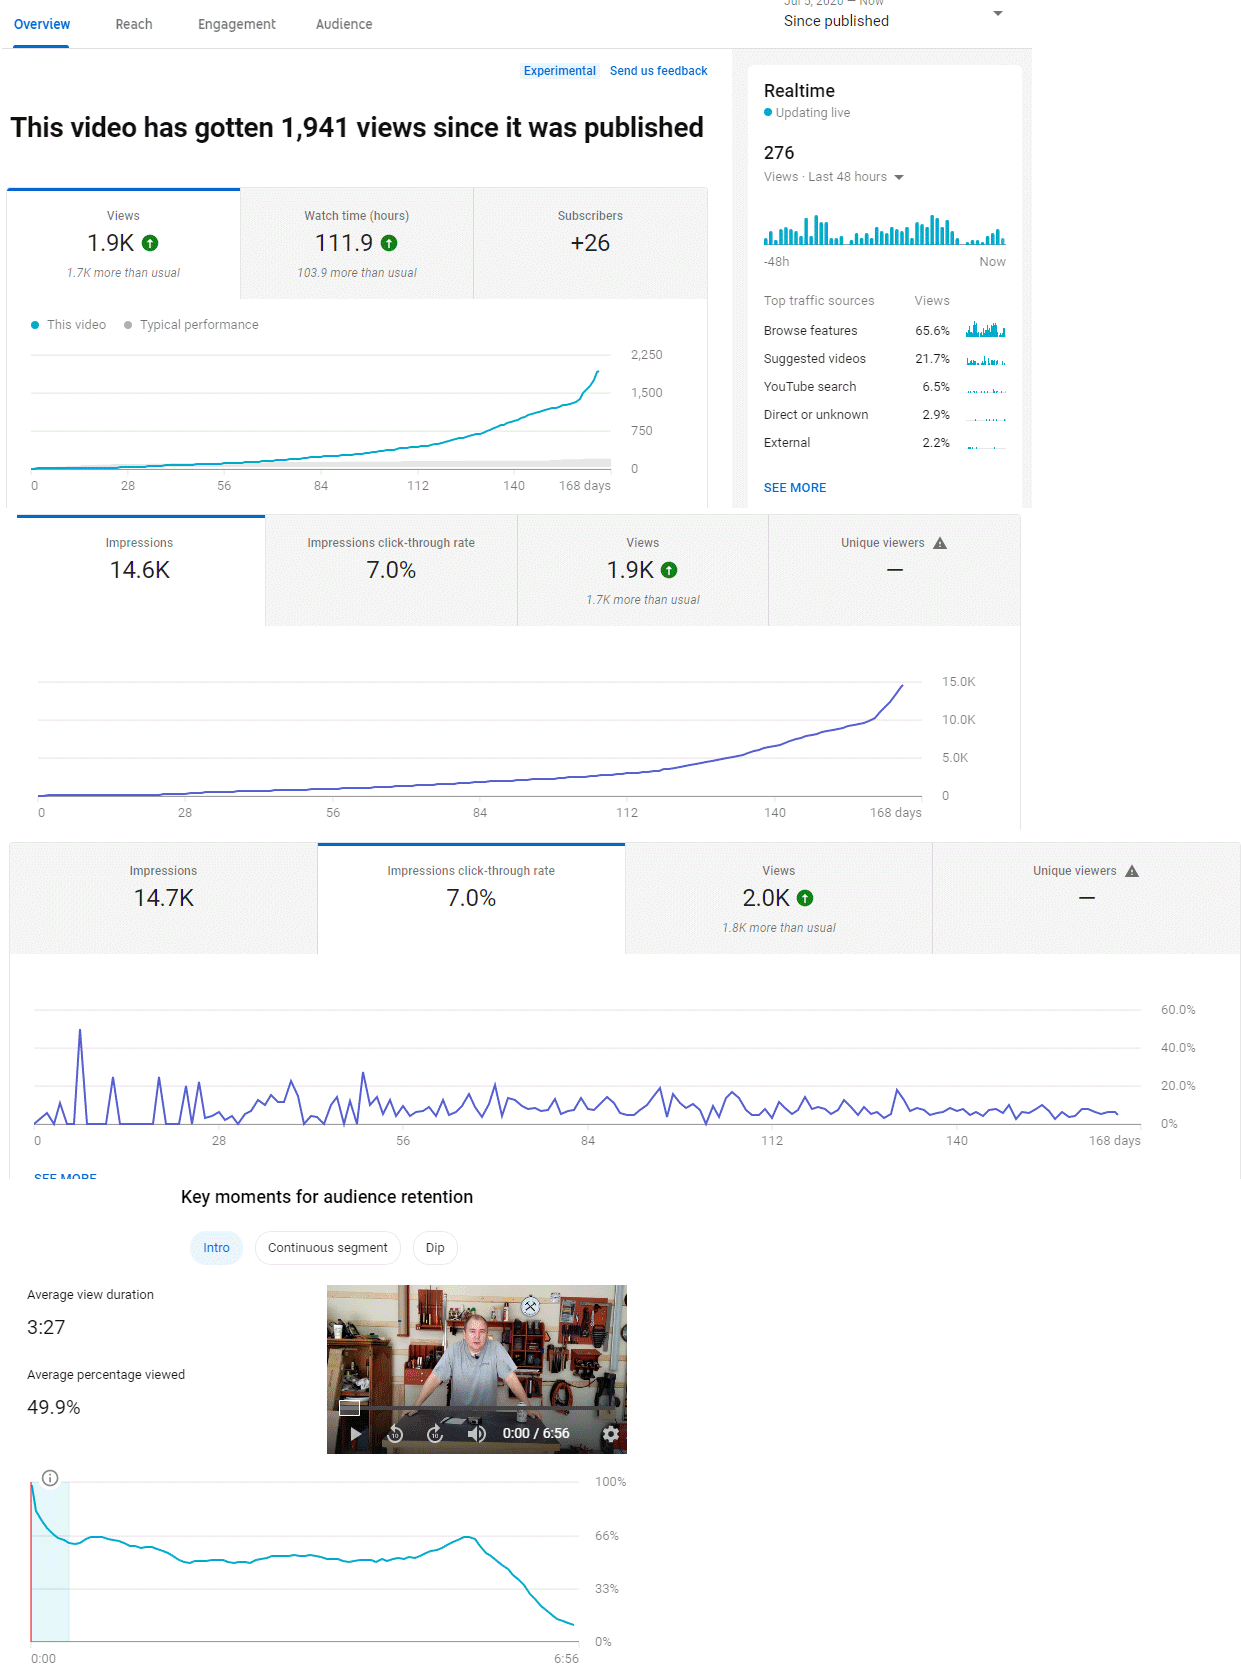 Overview Reach Engagement Audience
Jul 5, 2020 – Now
Since published
Experimental Send us feedback
This video has gotten 1,941 views since it was published
Views
1.9K
1.7K more than usual
Watch time (hours)
111.9
103.9 more than usual
Subscribers
+26
This video Typical performance
2,250
1,500
750
0
0 28 56 84 112 140 168 days
Realtime
Updating live
276
Views · Last 48 hours
-48h Now
Top traffic sources Views
Browse features 65.6%
Suggested videos 21.7%
YouTube search 6.5%
Direct or unknown 2.9%
External 2.2%
SEE MORE
Impressions
14.6K
Impressions click-through rate
7.0%
Views
1.9K
1.7K more than usual
Unique viewers
—
15.0K
10.0K
5.0K
0
0 28 56 84 112 140 168 days
Impressions
14.7K
Impressions click-through rate
7.0%
Views
2.0K
1.8K more than usual
Unique viewers
—
60.0%
40.0%
20.0%
0%
0 28 56 84 112 140 168 days
SEE MORE
Key moments for audience retention
Intro Continuous segment Dip
Average view duration
3:27
Average percentage viewed
49.9%
10 10 0:00 / 6:56
100%
66%
33%
0%
0:00 6:56